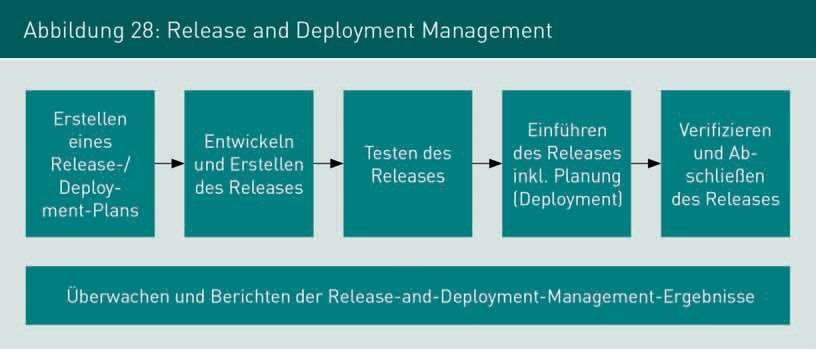 Abbildung 28: Release and Deployment Management
Erstellen
eines
Release-/
Deploy-
ment-Plans
Entwickeln
und Erstellen
des Releases
Testen des
Releases
Einführen
des Releases
inkl. Planung
(Deployment)
Verifizieren
und Ab-
schließen
des Releases
Überwachen und Berichten der Release-and-Deployment-Management-Ergebnisse